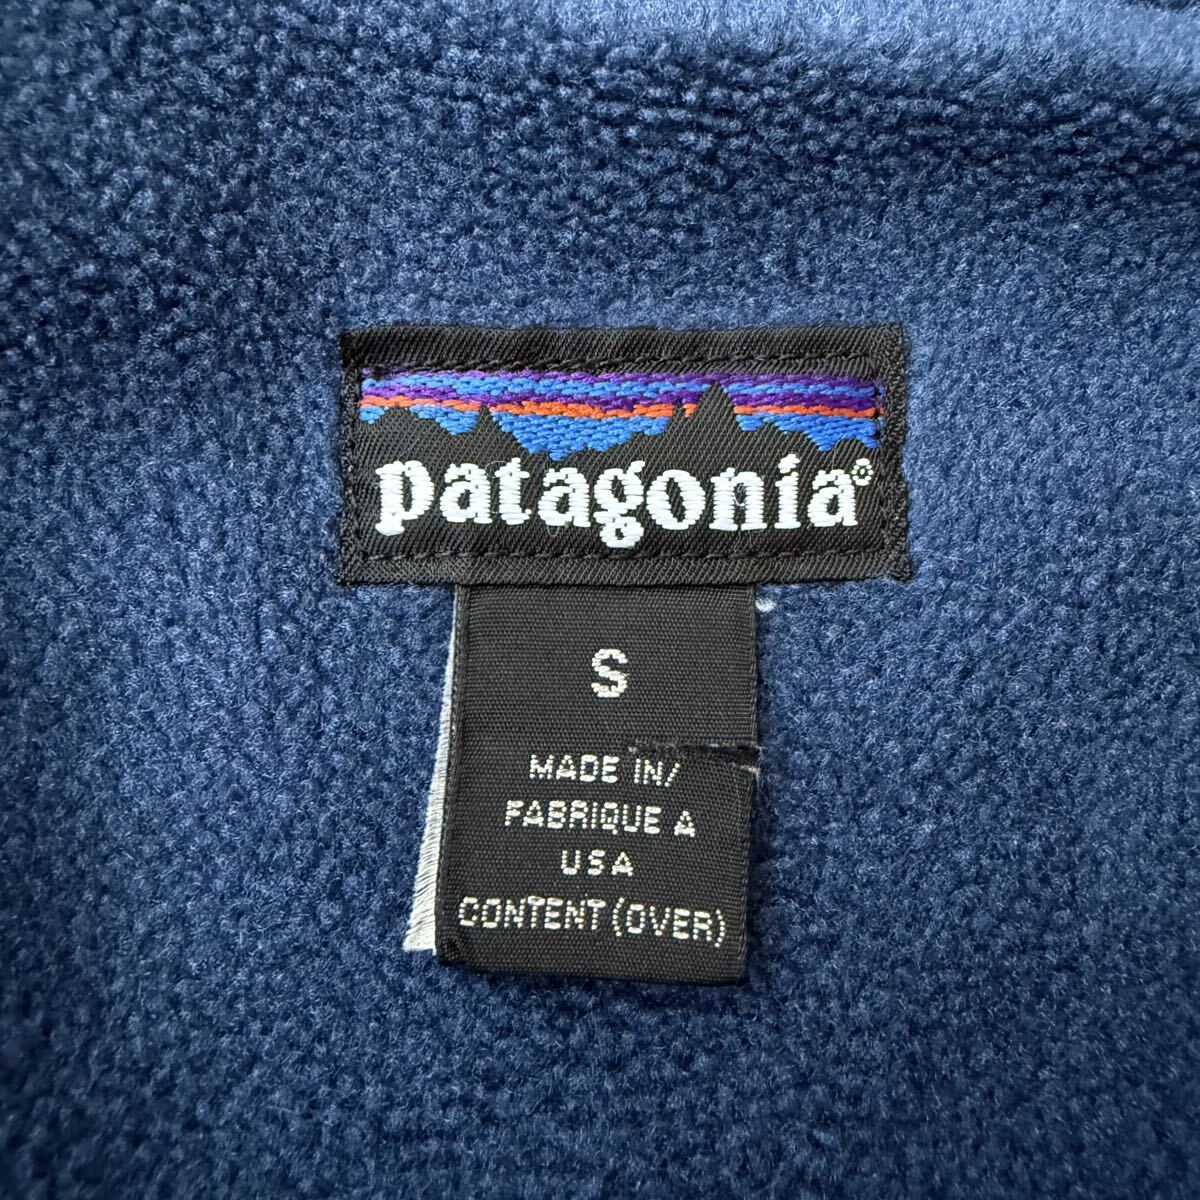 patagonia®
S
MADE IN/
FABRIQUE A
USA
CONTENT (OVER)